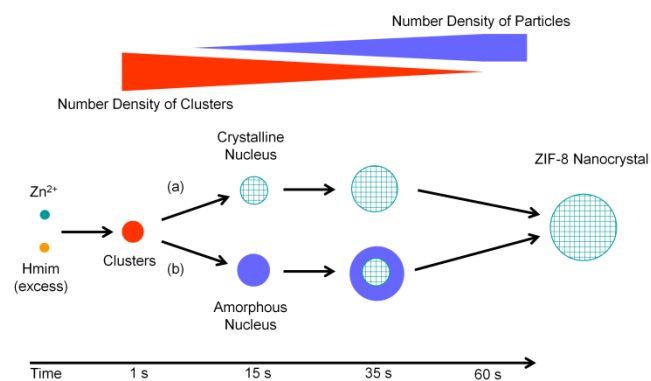 Number Density of Particles
Number Density of Clusters
Crystalline
Nucleus
ZIF-8 Nanocrystal
Zn²⁺
(a)
Hmim
(excess)
Clusters
(b)
Amorphous
Nucleus
Time 1 s 15 s 35 s 60 s